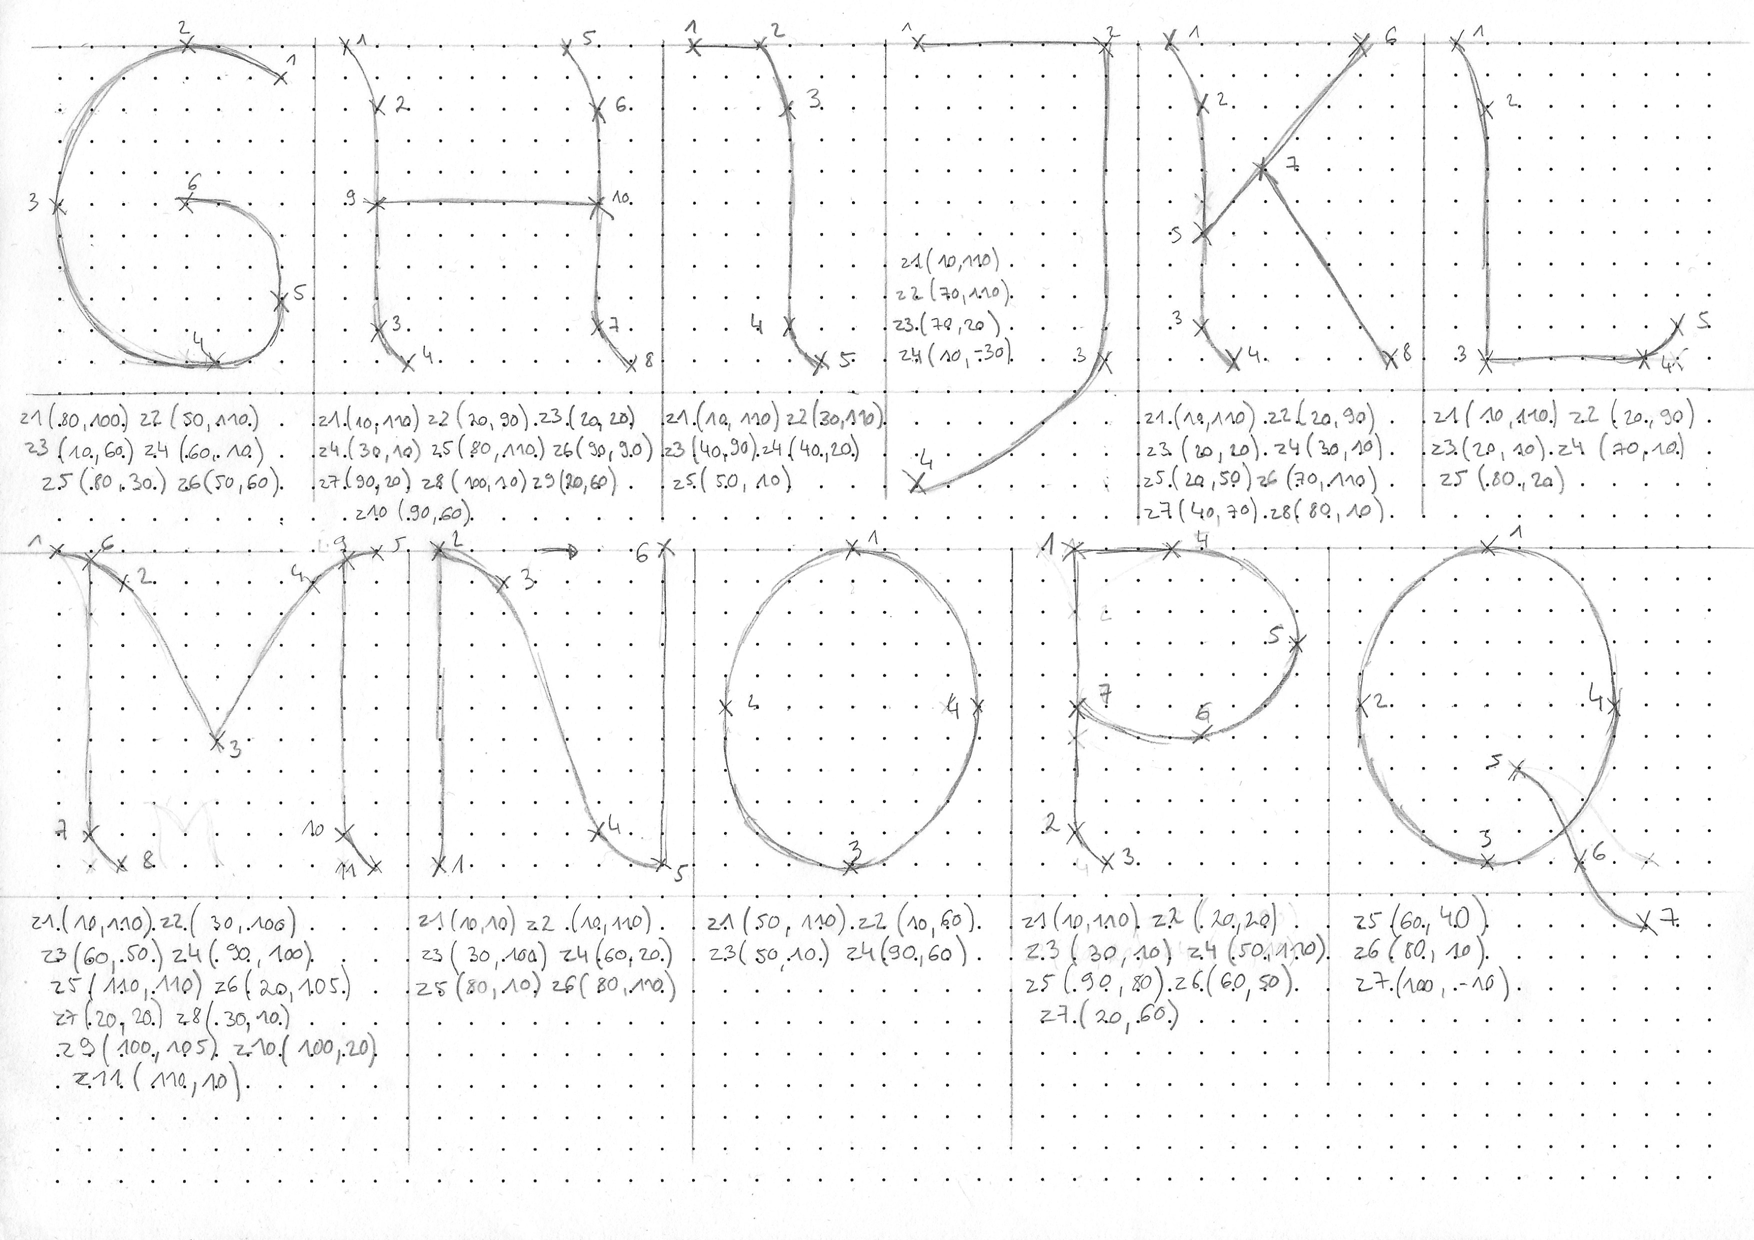 2
1
3
6
5
4
z1(80,100) z2(50,110)
z3(10,60) z4(60,10)
z5(80,30) z6(50,60)
1 5
2 6
9 10
3 7
4 8
z1(10,110) z2(20,90) z3(20,20)
z4(30,10) z5(80,110) z6(90,90)
z7(90,20) z8(100,10) z9(20,60)
z10(90,60)
1 2
3
4
5
z1(10,110) z2(30,110)
z3(40,90) z4(40,20)
z5(50,10)
1 2
z1(10,110)
z2(70,110)
z3(70,20)
z4(10,-30)
3
4
1 6
2
7
5
3
4 8
z1(10,110) z2(20,90)
z3(20,20) z4(30,10)
z5(20,50) z6(70,110)
z7(40,70) z8(80,10)
1
2
5
3 4
z1(10,110) z2(20,90)
z3(20,10) z4(70,10)
z5(80,20)
1 6 9 5
2 4
3
7 10
8 11
z1(10,110) z2(30,100)
z3(60,50) z4(90,100)
z5(110,110) z6(20,105)
z7(20,20) z8(30,10)
z9(100,105) z10(100,20)
z11(110,10)
2 6
3
4
1 5
z1(10,10) z2(10,110)
z3(30,100) z4(60,20)
z5(80,10) z6(80,110)
1
2 4
3
z1(50,110) z2(10,60)
z3(50,10) z4(90,60)
1 4
5
7
6
2
3
z1(10,110) z2(20,20)
z3(30,10) z4(50,110)
z5(90,80) z6(60,50)
z7(20,60)
1
2 4
5
3 6
7
z5(60,40)
z6(80,10)
z7(100,-10)